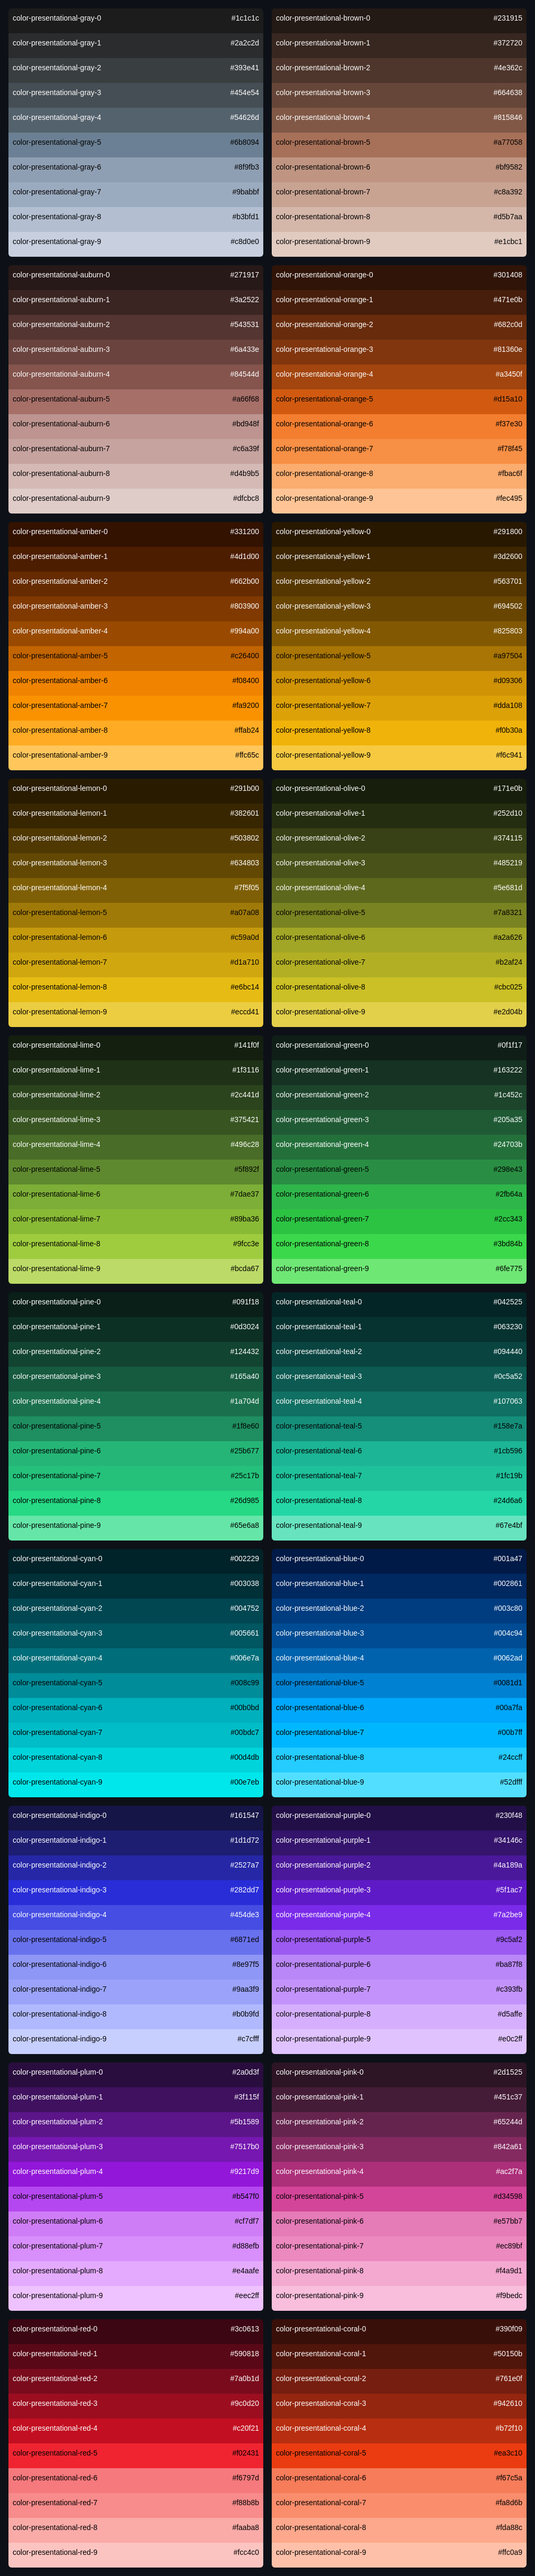 color-presentational-gray-0 #1c1c1c
color-presentational-gray-1 #2a2c2d
color-presentational-gray-2 #393e41
color-presentational-gray-3 #454e54
color-presentational-gray-4 #54626d
color-presentational-gray-5 #6b8094
color-presentational-gray-6 #8f9fb3
color-presentational-gray-7 #9babbf
color-presentational-gray-8 #b3bfd1
color-presentational-gray-9 #c8d0e0
color-presentational-brown-0 #231915
color-presentational-brown-1 #372720
color-presentational-brown-2 #4e362c
color-presentational-brown-3 #664638
color-presentational-brown-4 #815846
color-presentational-brown-5 #a77058
color-presentational-brown-6 #bf9582
color-presentational-brown-7 #c8a392
color-presentational-brown-8 #d5b7aa
color-presentational-brown-9 #e1cbc1
color-presentational-auburn-0 #271917
color-presentational-auburn-1 #3a2522
color-presentational-auburn-2 #543531
color-presentational-auburn-3 #6a433e
color-presentational-auburn-4 #84544d
color-presentational-auburn-5 #a66f68
color-presentational-auburn-6 #bd948f
color-presentational-auburn-7 #c6a39f
color-presentational-auburn-8 #d4b9b5
color-presentational-auburn-9 #dfcbc8
color-presentational-orange-0 #301408
color-presentational-orange-1 #471e0b
color-presentational-orange-2 #682c0d
color-presentational-orange-3 #81360e
color-presentational-orange-4 #a3450f
color-presentational-orange-5 #d15a10
color-presentational-orange-6 #f37e30
color-presentational-orange-7 #f78f45
color-presentational-orange-8 #fbac6f
color-presentational-orange-9 #fec495
color-presentational-amber-0 #331200
color-presentational-amber-1 #4d1d00
color-presentational-amber-2 #662b00
color-presentational-amber-3 #803900
color-presentational-amber-4 #994a00
color-presentational-amber-5 #c26400
color-presentational-amber-6 #f08400
color-presentational-amber-7 #fa9200
color-presentational-amber-8 #ffab24
color-presentational-amber-9 #ffc65c
color-presentational-yellow-0 #291800
color-presentational-yellow-1 #3d2600
color-presentational-yellow-2 #563701
color-presentational-yellow-3 #694502
color-presentational-yellow-4 #825803
color-presentational-yellow-5 #a97504
color-presentational-yellow-6 #d09306
color-presentational-yellow-7 #dda108
color-presentational-yellow-8 #f0b30a
color-presentational-yellow-9 #f6c941
color-presentational-lemon-0 #291b00
color-presentational-lemon-1 #382601
color-presentational-lemon-2 #503802
color-presentational-lemon-3 #634803
color-presentational-lemon-4 #7f5f05
color-presentational-lemon-5 #a07a08
color-presentational-lemon-6 #c59a0d
color-presentational-lemon-7 #d1a710
color-presentational-lemon-8 #e6bc14
color-presentational-lemon-9 #eccd41
color-presentational-olive-0 #171e0b
color-presentational-olive-1 #252d10
color-presentational-olive-2 #374115
color-presentational-olive-3 #485219
color-presentational-olive-4 #5e681d
color-presentational-olive-5 #7a8321
color-presentational-olive-6 #a2a626
color-presentational-olive-7 #b2af24
color-presentational-olive-8 #cbc025
color-presentational-olive-9 #e2d04b
color-presentational-lime-0 #141f0f
color-presentational-lime-1 #1f3116
color-presentational-lime-2 #2c441d
color-presentational-lime-3 #375421
color-presentational-lime-4 #496c28
color-presentational-lime-5 #5f892f
color-presentational-lime-6 #7dae37
color-presentational-lime-7 #89ba36
color-presentational-lime-8 #9fcc3e
color-presentational-lime-9 #bcda67
color-presentational-green-0 #0f1f17
color-presentational-green-1 #163222
color-presentational-green-2 #1c452c
color-presentational-green-3 #205a35
color-presentational-green-4 #24703b
color-presentational-green-5 #298e43
color-presentational-green-6 #2fb64a
color-presentational-green-7 #2cc343
color-presentational-green-8 #3bd84b
color-presentational-green-9 #6fe775
color-presentational-pine-0 #091f18
color-presentational-pine-1 #0d3024
color-presentational-pine-2 #124432
color-presentational-pine-3 #165a40
color-presentational-pine-4 #1a704d
color-presentational-pine-5 #1f8e60
color-presentational-pine-6 #25b677
color-presentational-pine-7 #25c17b
color-presentational-pine-8 #26d985
color-presentational-pine-9 #65e6a8
color-presentational-teal-0 #042525
color-presentational-teal-1 #063230
color-presentational-teal-2 #094440
color-presentational-teal-3 #0c5a52
color-presentational-teal-4 #107063
color-presentational-teal-5 #158e7a
color-presentational-teal-6 #1cb596
color-presentational-teal-7 #1fc19b
color-presentational-teal-8 #24d6a6
color-presentational-teal-9 #67e4bf
color-presentational-cyan-0 #002229
color-presentational-cyan-1 #003038
color-presentational-cyan-2 #004752
color-presentational-cyan-3 #005661
color-presentational-cyan-4 #006e7a
color-presentational-cyan-5 #008c99
color-presentational-cyan-6 #00b0bd
color-presentational-cyan-7 #00bdc7
color-presentational-cyan-8 #00d4db
color-presentational-cyan-9 #00e7eb
color-presentational-blue-0 #001a47
color-presentational-blue-1 #002861
color-presentational-blue-2 #003c80
color-presentational-blue-3 #004c94
color-presentational-blue-4 #0062ad
color-presentational-blue-5 #0081d1
color-presentational-blue-6 #00a7fa
color-presentational-blue-7 #00b7ff
color-presentational-blue-8 #24ccff
color-presentational-blue-9 #52dfff
color-presentational-indigo-0 #161547
color-presentational-indigo-1 #1d1d72
color-presentational-indigo-2 #2527a7
color-presentational-indigo-3 #282dd7
color-presentational-indigo-4 #454de3
color-presentational-indigo-5 #6871ed
color-presentational-indigo-6 #8e97f5
color-presentational-indigo-7 #9aa3f9
color-presentational-indigo-8 #b0b9fd
color-presentational-indigo-9 #c7cfff
color-presentational-purple-0 #230f48
color-presentational-purple-1 #34146c
color-presentational-purple-2 #4a189a
color-presentational-purple-3 #5f1ac7
color-presentational-purple-4 #7a2be9
color-presentational-purple-5 #9c5af2
color-presentational-purple-6 #ba87f8
color-presentational-purple-7 #c393fb
color-presentational-purple-8 #d5affe
color-presentational-purple-9 #e0c2ff
color-presentational-plum-0 #2a0d3f
color-presentational-plum-1 #3f115f
color-presentational-plum-2 #5b1589
color-presentational-plum-3 #7517b0
color-presentational-plum-4 #9217d9
color-presentational-plum-5 #b547f0
color-presentational-plum-6 #cf7df7
color-presentational-plum-7 #d88efb
color-presentational-plum-8 #e4aafe
color-presentational-plum-9 #eec2ff
color-presentational-pink-0 #2d1525
color-presentational-pink-1 #451c37
color-presentational-pink-2 #65244d
color-presentational-pink-3 #842a61
color-presentational-pink-4 #ac2f7a
color-presentational-pink-5 #d34598
color-presentational-pink-6 #e57bb7
color-presentational-pink-7 #ec89bf
color-presentational-pink-8 #f4a9d1
color-presentational-pink-9 #f9bedc
color-presentational-red-0 #3c0613
color-presentational-red-1 #590818
color-presentational-red-2 #7a0b1d
color-presentational-red-3 #9c0d20
color-presentational-red-4 #c20f21
color-presentational-red-5 #f02431
color-presentational-red-6 #f6797d
color-presentational-red-7 #f88b8b
color-presentational-red-8 #faaba8
color-presentational-red-9 #fcc4c0
color-presentational-coral-0 #390f09
color-presentational-coral-1 #50150b
color-presentational-coral-2 #761e0f
color-presentational-coral-3 #942610
color-presentational-coral-4 #b72f10
color-presentational-coral-5 #ea3c10
color-presentational-coral-6 #f67c5a
color-presentational-coral-7 #fa8d6b
color-presentational-coral-8 #fda88c
color-presentational-coral-9 #ffc0a9